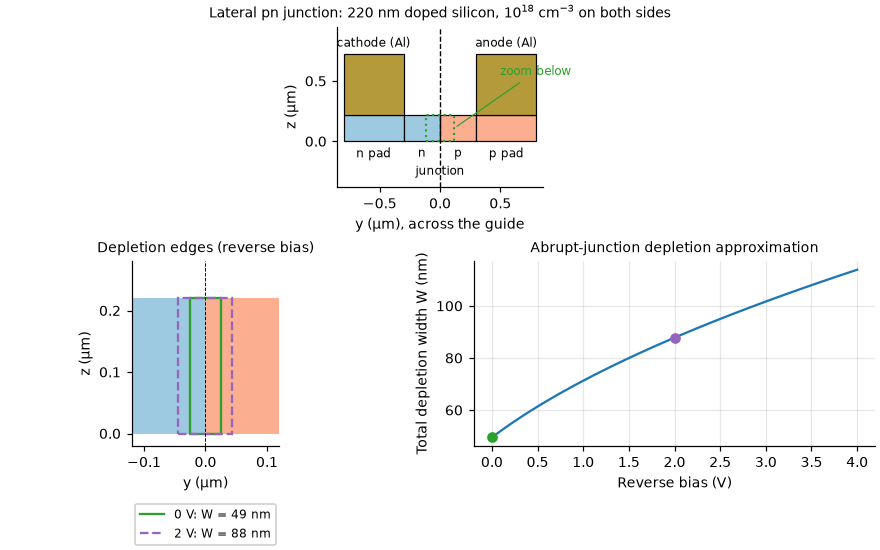 Lateral pn junction: 220 nm doped silicon, 10¹⁸ cm⁻³ on both sides
cathode (Al)
anode (Al)
zoom below
0.5
0.0
z (μm)
n pad
n
p
p pad
junction
−0.5
0.0
0.5
y (μm), across the guide
Depletion edges (reverse bias)
0.2
0.1
0.0
z (μm)
−0.1
0.0
0.1
y (μm)
0 V: W = 49 nm
2 V: W = 88 nm
Abrupt-junction depletion approximation
100
80
60
Total depletion width W (nm)
0.0
0.5
1.0
1.5
2.0
2.5
3.0
3.5
4.0
Reverse bias (V)